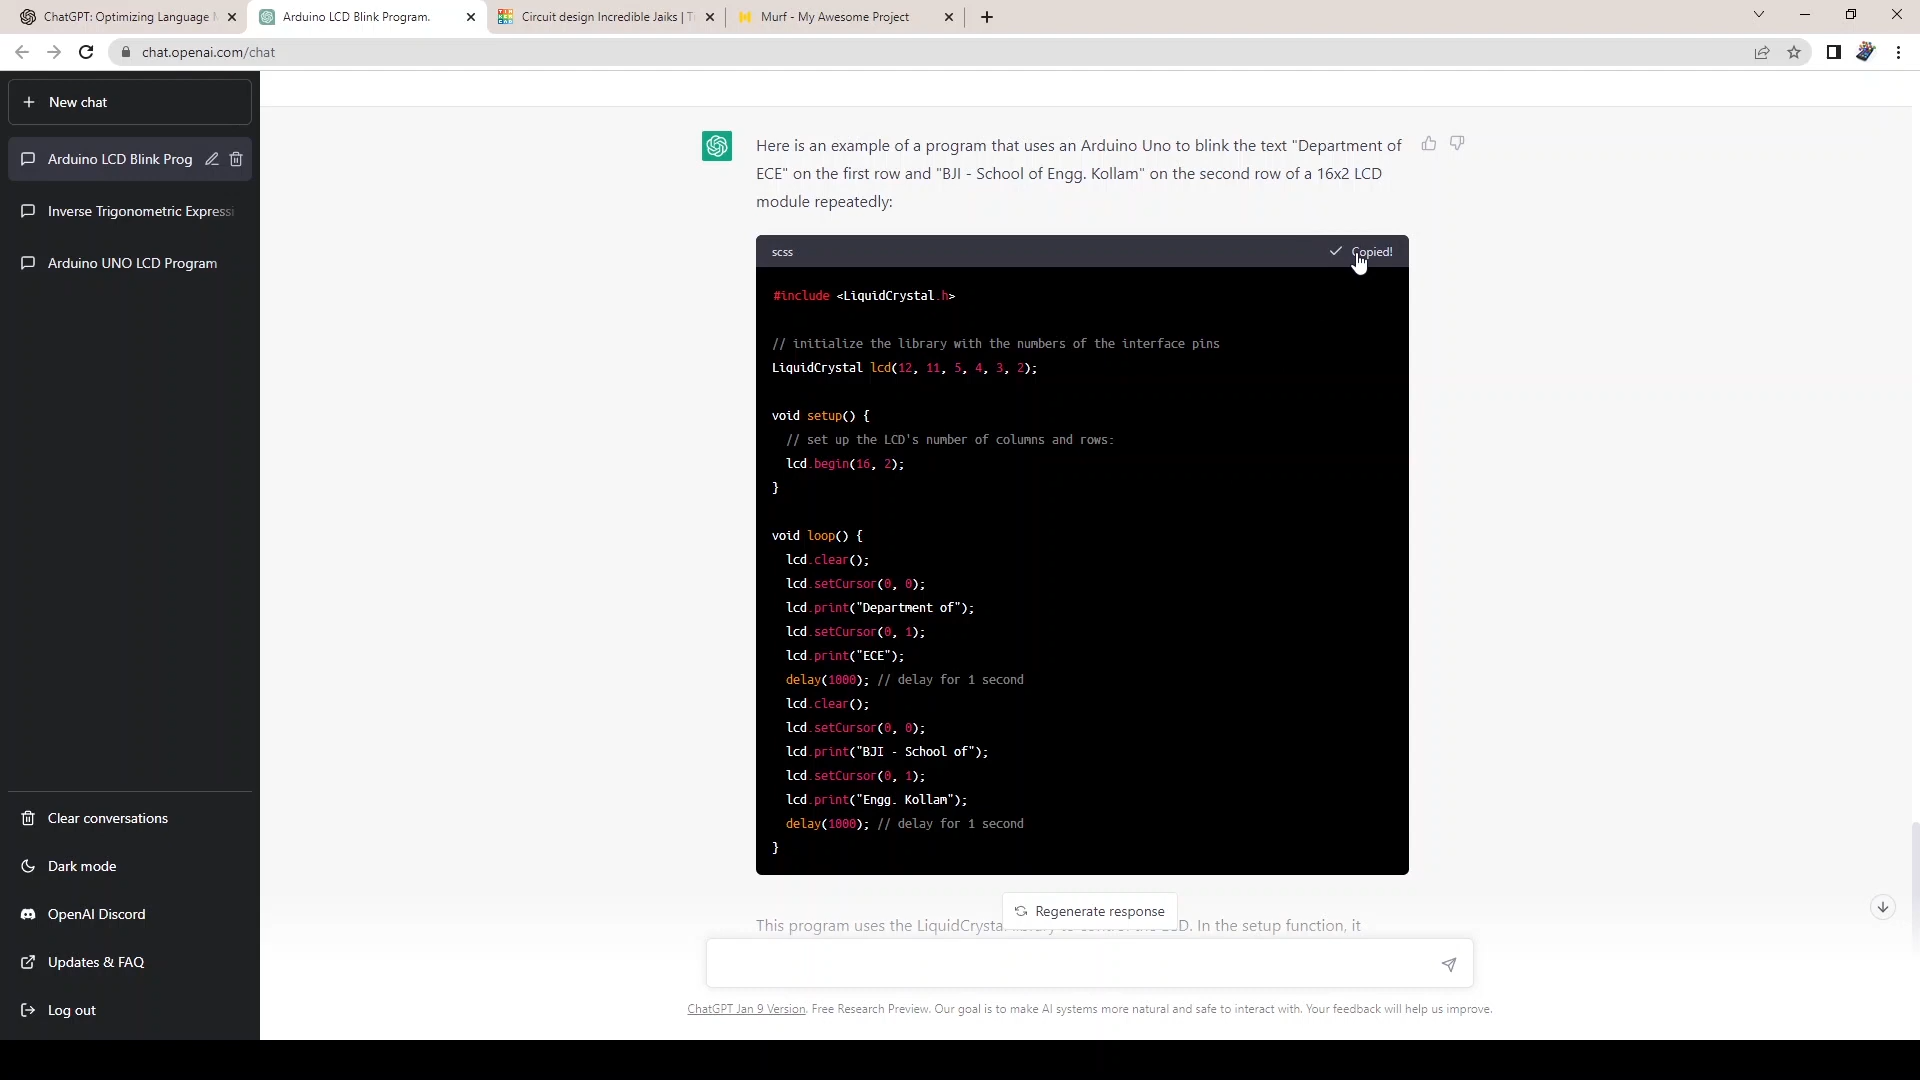 ChatGPT: Optimizing Language
Arduino LCD Blink Program.
Circuit design Incredible Jaiks | Ti
Murf - My Awesome Project
chat.openai.com/chat
New chat
Arduino LCD Blink Prog
Inverse Trigonometric Expressi
Arduino UNO LCD Program
Here is an example of a program that uses an Arduino Uno to blink the text "Department of
ECE" on the first row and "BJI - School of Engg. Kollam" on the second row of a 16x2 LCD
module repeatedly:
scss
Copied!
#include <LiquidCrystal.h>
// initialize the library with the numbers of the interface pins
LiquidCrystal lcd(12, 11, 5, 4, 3, 2);
void setup() {
// set up the LCD's number of columns and rows:
lcd.begin(16, 2);
}
void loop() {
lcd.clear();
lcd.setCursor(0, 0);
lcd.print("Department of");
lcd.setCursor(0, 1);
lcd.print("ECE");
delay(1000); // delay for 1 second
lcd.clear();
lcd.setCursor(0, 0);
lcd.print("BJI - School of");
lcd.setCursor(0, 1);
lcd.print("Engg. Kollam");
delay(1000); // delay for 1 second
}
Regenerate response
This program uses the LiquidCrystal library to control the LCD. In the setup function, it
Clear conversations
Dark mode
OpenAI Discord
Updates & FAQ
Log out
ChatGPT Jan 9 Version. Free Research Preview. Our goal is to make AI systems more natural and safe to interact with. Your feedback will help us improve.